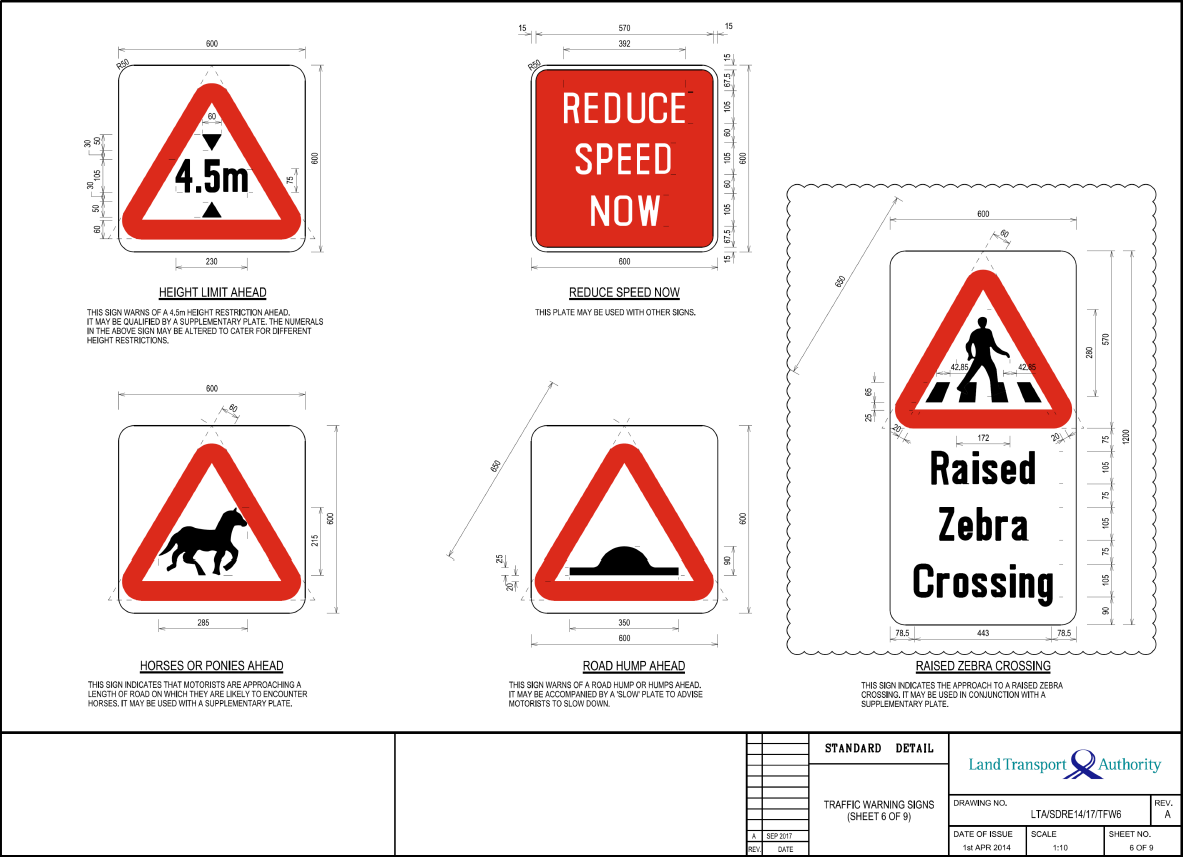 600
R50
60
30
50
105
30
50
60
75
600
4.5m
230
HEIGHT LIMIT AHEAD
THIS SIGN WARNS OF A 4.5m HEIGHT RESTRICTION AHEAD.
IT MAY BE QUALIFIED BY A SUPPLEMENTARY PLATE. THE NUMERALS
IN THE ABOVE SIGN MAY BE ALTERED TO CATER FOR DIFFERENT
HEIGHT RESTRICTIONS.
15
570
15
392
R50
REDUCE
SPEED
NOW
15
67.5
105
60
105
60
105
67.5
15
600
600
REDUCE SPEED NOW
THIS PLATE MAY BE USED WITH OTHER SIGNS.
600
60
215
600
285
HORSES OR PONIES AHEAD
THIS SIGN INDICATES THAT MOTORISTS ARE APPROACHING A
LENGTH OF ROAD ON WHICH THEY ARE LIKELY TO ENCOUNTER
HORSES. IT MAY BE USED WITH A SUPPLEMENTARY PLATE.
650
25
20
90
600
350
600
ROAD HUMP AHEAD
THIS SIGN WARNS OF A ROAD HUMP OR HUMPS AHEAD.
IT MAY BE ACCOMPANIED BY A 'SLOW' PLATE TO ADVISE
MOTORISTS TO SLOW DOWN.
600
60
650
42.85
42.85
65
25
280
570
20
172
20
1200
Raised
Zebra
Crossing
75
105
75
105
75
105
90
78.5
443
78.5
RAISED ZEBRA CROSSING
THIS SIGN INDICATES THE APPROACH TO A RAISED ZEBRA
CROSSING. IT MAY BE USED IN CONJUNCTION WITH A
SUPPLEMENTARY PLATE.
A SEP 2017
REV. DATE
STANDARD DETAIL
TRAFFIC WARNING SIGNS
(SHEET 6 OF 9)
Land Transport Authority
DRAWING NO.
LTA/SDRE14/17/TFW6
REV.
A
DATE OF ISSUE
1st APR 2014
SCALE
1:10
SHEET NO.
6 OF 9